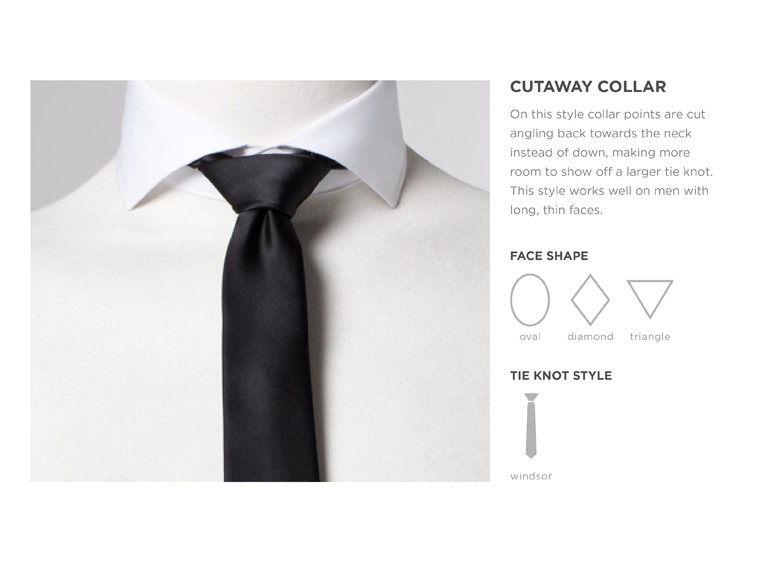 CUTAWAY COLLAR
On this style collar points are cut
angling back towards the neck
instead of down, making more
room to show off a larger tie knot.
This style works well on men with
long, thin faces.
FACE SHAPE
oval diamond triangle
TIE KNOT STYLE
windsor